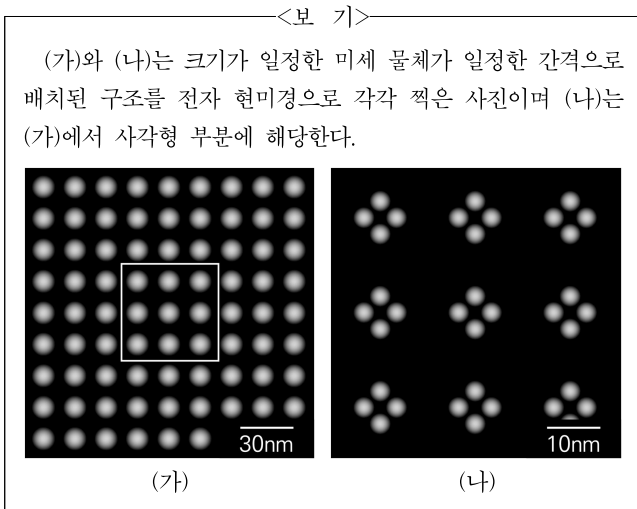 <보 기>
(가)와 (나)는 크기가 일정한 미세 물체가 일정한 간격으로
배치된 구조를 전자 현미경으로 각각 찍은 사진이며 (나)는
(가)에서 사각형 부분에 해당한다.
30nm
10nm
(가)
(나)